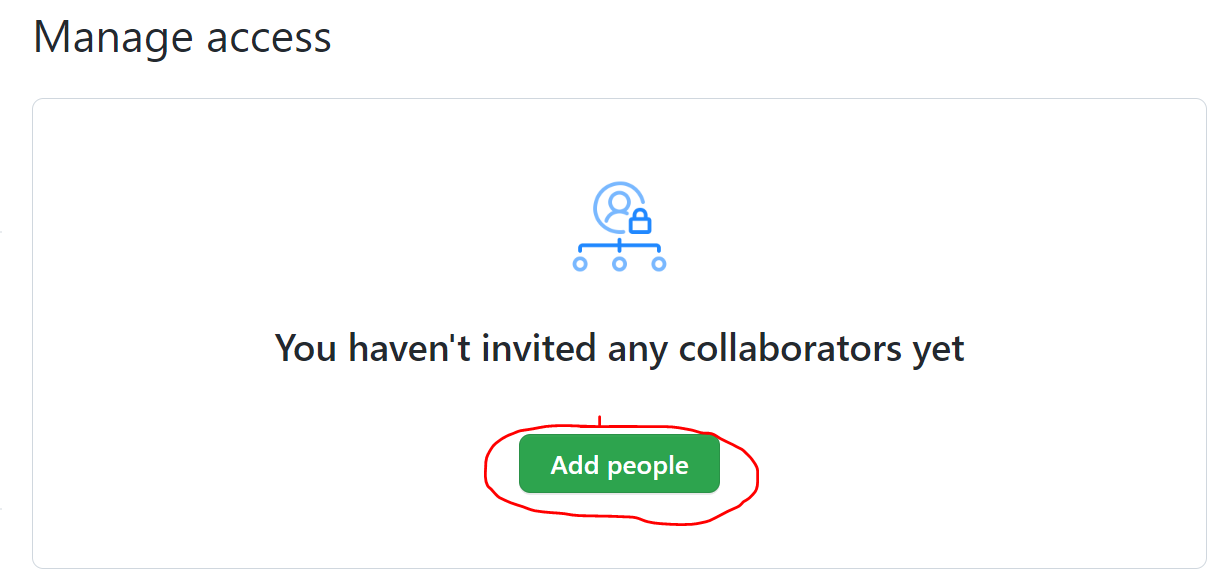 Manage access
You haven't invited any collaborators yet
Add people